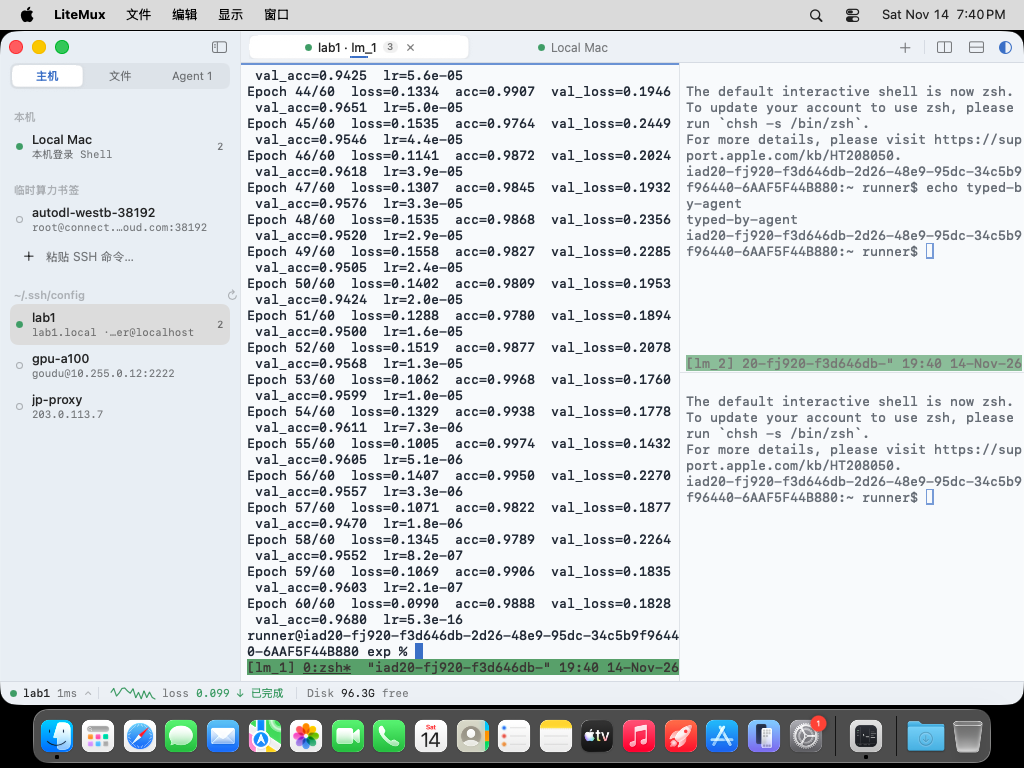 LiteMux 文件 编辑 显示 窗口 Sat Nov 14 7:40 PM
lab1 · lm_1 3 ×
Local Mac
主机 文件 Agent 1
本机
Local Mac
本机登录 Shell
2
临时算力书签
autodl-westb-38192
root@connect.…oud.com:38192
+ 粘贴 SSH 命令…
~/.ssh/config
lab1
lab1.local ·…er@localhost
2
gpu-a100
goudu@10.255.0.12:2222
jp-proxy
203.0.113.7
val_acc=0.9425 lr=5.6e-05
Epoch 44/60 loss=0.1334 acc=0.9907 val_loss=0.1946
val_acc=0.9651 lr=5.0e-05
Epoch 45/60 loss=0.1535 acc=0.9764 val_loss=0.2449
val_acc=0.9546 lr=4.4e-05
Epoch 46/60 loss=0.1141 acc=0.9872 val_loss=0.2024
val_acc=0.9618 lr=3.9e-05
Epoch 47/60 loss=0.1307 acc=0.9845 val_loss=0.1932
val_acc=0.9576 lr=3.3e-05
Epoch 48/60 loss=0.1535 acc=0.9868 val_loss=0.2356
val_acc=0.9520 lr=2.9e-05
Epoch 49/60 loss=0.1558 acc=0.9827 val_loss=0.2285
val_acc=0.9505 lr=2.4e-05
Epoch 50/60 loss=0.1402 acc=0.9809 val_loss=0.1953
val_acc=0.9424 lr=2.0e-05
Epoch 51/60 loss=0.1288 acc=0.9780 val_loss=0.1894
val_acc=0.9500 lr=1.6e-05
Epoch 52/60 loss=0.1519 acc=0.9877 val_loss=0.2078
val_acc=0.9568 lr=1.3e-05
Epoch 53/60 loss=0.1062 acc=0.9968 val_loss=0.1760
val_acc=0.9599 lr=1.0e-05
Epoch 54/60 loss=0.1329 acc=0.9938 val_loss=0.1778
val_acc=0.9611 lr=7.3e-06
Epoch 55/60 loss=0.1005 acc=0.9974 val_loss=0.1432
val_acc=0.9605 lr=5.1e-06
Epoch 56/60 loss=0.1407 acc=0.9950 val_loss=0.2270
val_acc=0.9557 lr=3.3e-06
Epoch 57/60 loss=0.1071 acc=0.9822 val_loss=0.1877
val_acc=0.9470 lr=1.8e-06
Epoch 58/60 loss=0.1345 acc=0.9789 val_loss=0.2264
val_acc=0.9552 lr=8.2e-07
Epoch 59/60 loss=0.1069 acc=0.9906 val_loss=0.1835
val_acc=0.9603 lr=2.1e-07
Epoch 60/60 loss=0.0990 acc=0.9888 val_loss=0.1828
val_acc=0.9680 lr=5.3e-16
runner@iad20-fj920-f3d646db-2d26-48e9-95dc-34c5b9f9644
0-6AAF5F44B880 exp %
[lm_1] 0:zsh* "iad20-fj920-f3d646db-" 19:40 14-Nov-26
The default interactive shell is now zsh.
To update your account to use zsh, please
run `chsh -s /bin/zsh`.
For more details, please visit https://sup
port.apple.com/kb/HT208050.
iad20-fj920-f3d646db-2d26-48e9-95dc-34c5b9
f96440-6AAF5F44B880:~ runner$ echo typed-b
y-agent
typed-by-agent
iad20-fj920-f3d646db-2d26-48e9-95dc-34c5b9
f96440-6AAF5F44B880:~ runner$
[lm_2] 20-fj920-f3d646db-" 19:40 14-Nov-26
The default interactive shell is now zsh.
To update your account to use zsh, please
run `chsh -s /bin/zsh`.
For more details, please visit https://sup
port.apple.com/kb/HT208050.
iad20-fj920-f3d646db-2d26-48e9-95dc-34c5b9
f96440-6AAF5F44B880:~ runner$
lab1 1ms loss 0.099 ↓ 已完成 Disk 96.3G free
Sat
14
tv
1